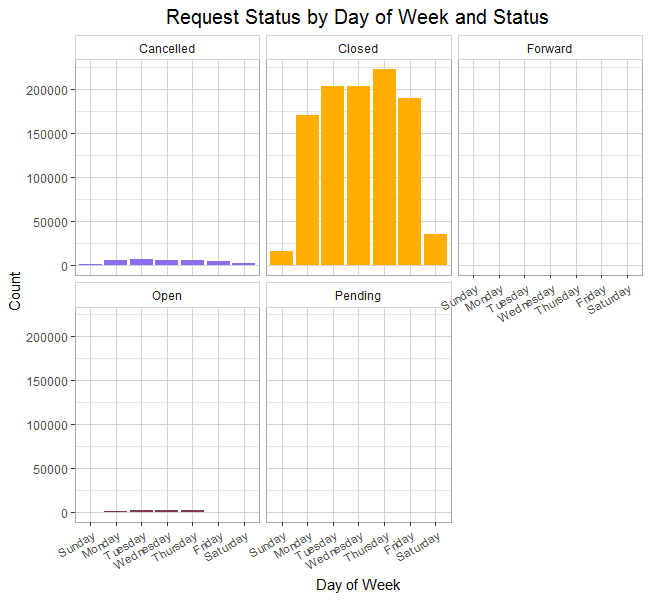 Request Status by Day of Week and Status
Cancelled
Closed
Forward
200000
150000
100000
50000
0
Sunday
Monday
Tuesday
Wednesday
Thursday
Friday
Saturday
Count
Open
Pending
200000
150000
100000
50000
0
Sunday
Monday
Tuesday
Wednesday
Thursday
Friday
Saturday
Sunday
Monday
Tuesday
Wednesday
Thursday
Friday
Saturday
Day of Week